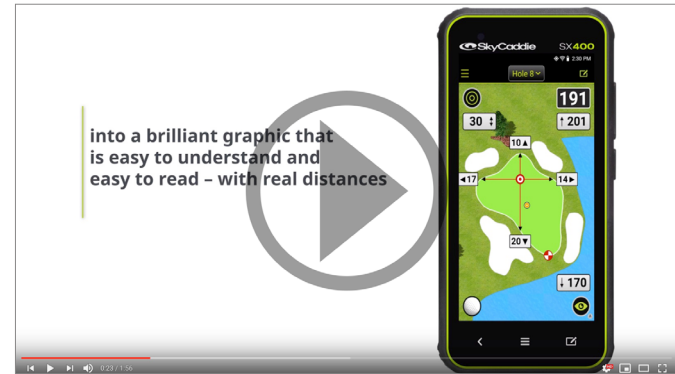 SkyCaddie SX400
2:30 PM
Hole 8
191
30
201
10
into a brilliant graphic that
is easy to understand and
easy to read – with real distances
17
14
20
170
0:23 / 1:56